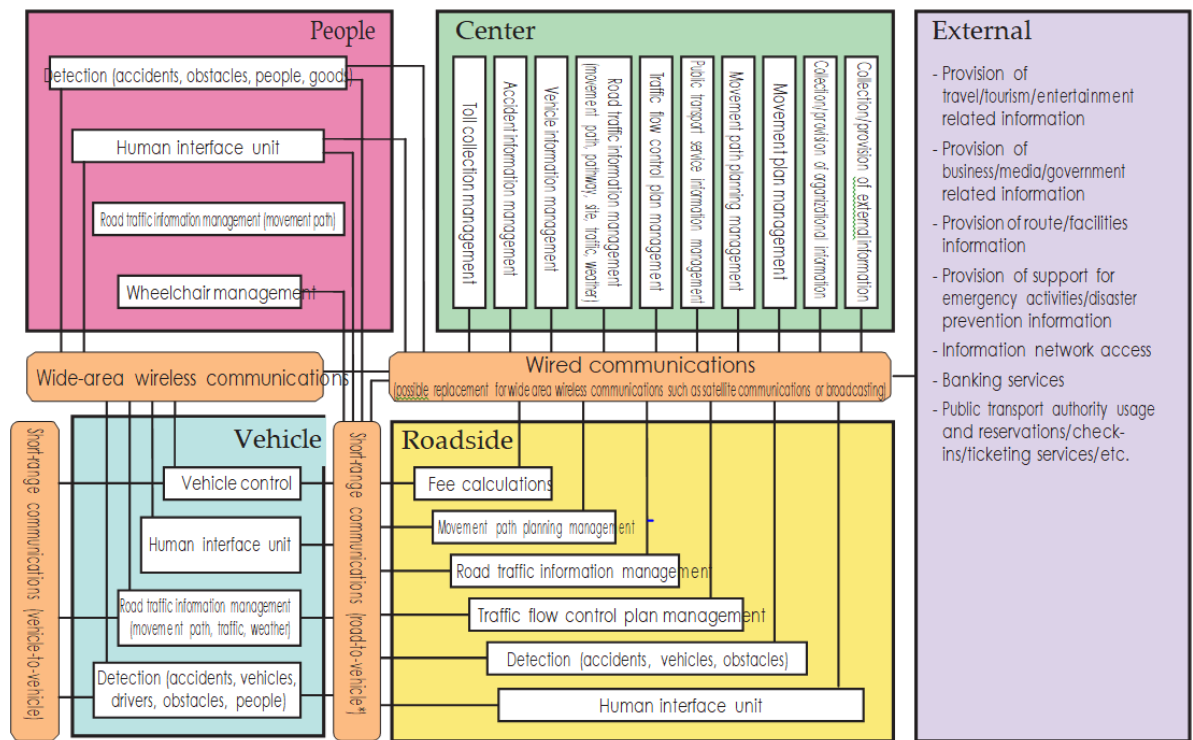 People
Detection (accidents, obstacles, people, goods)
Human interface unit
Road traffic information management (movement path)
Wheelchair management
Center
Toll collection management
Accident information management
Vehicle information management
Road traffic information management
(movement path, pathway, site, traffic, weather)
Traffic flow control plan management
Public transport service information management
Movement path planning management
Movement plan management
Collection/provision of organizational information
Collection/provision of external information
External
- Provision of
travel/tourism/entertainment
related information
- Provision of
business/media/government
related information
- Provision of route/facilities
information
- Provision of support for
emergency activities/disaster
prevention information
- Information network access
- Banking services
- Public transport authority usage
and reservations/check-
ins/ticketing services/etc.
Wide-area wireless communications
Wired communications
(possible replacement for wide area wireless communications such as satellite communications or broadcasting)
Short-range communications (vehicle-to-vehicle)
Vehicle
Vehicle control
Human interface unit
Road traffic information management
(movement path, traffic, weather)
Detection (accidents, vehicles,
drivers, obstacles, people)
Short-range communications (road-to-vehicle*)
Roadside
Fee calculations
Movement path planning management
Road traffic information management
Traffic flow control plan management
Detection (accidents, vehicles, obstacles)
Human interface unit